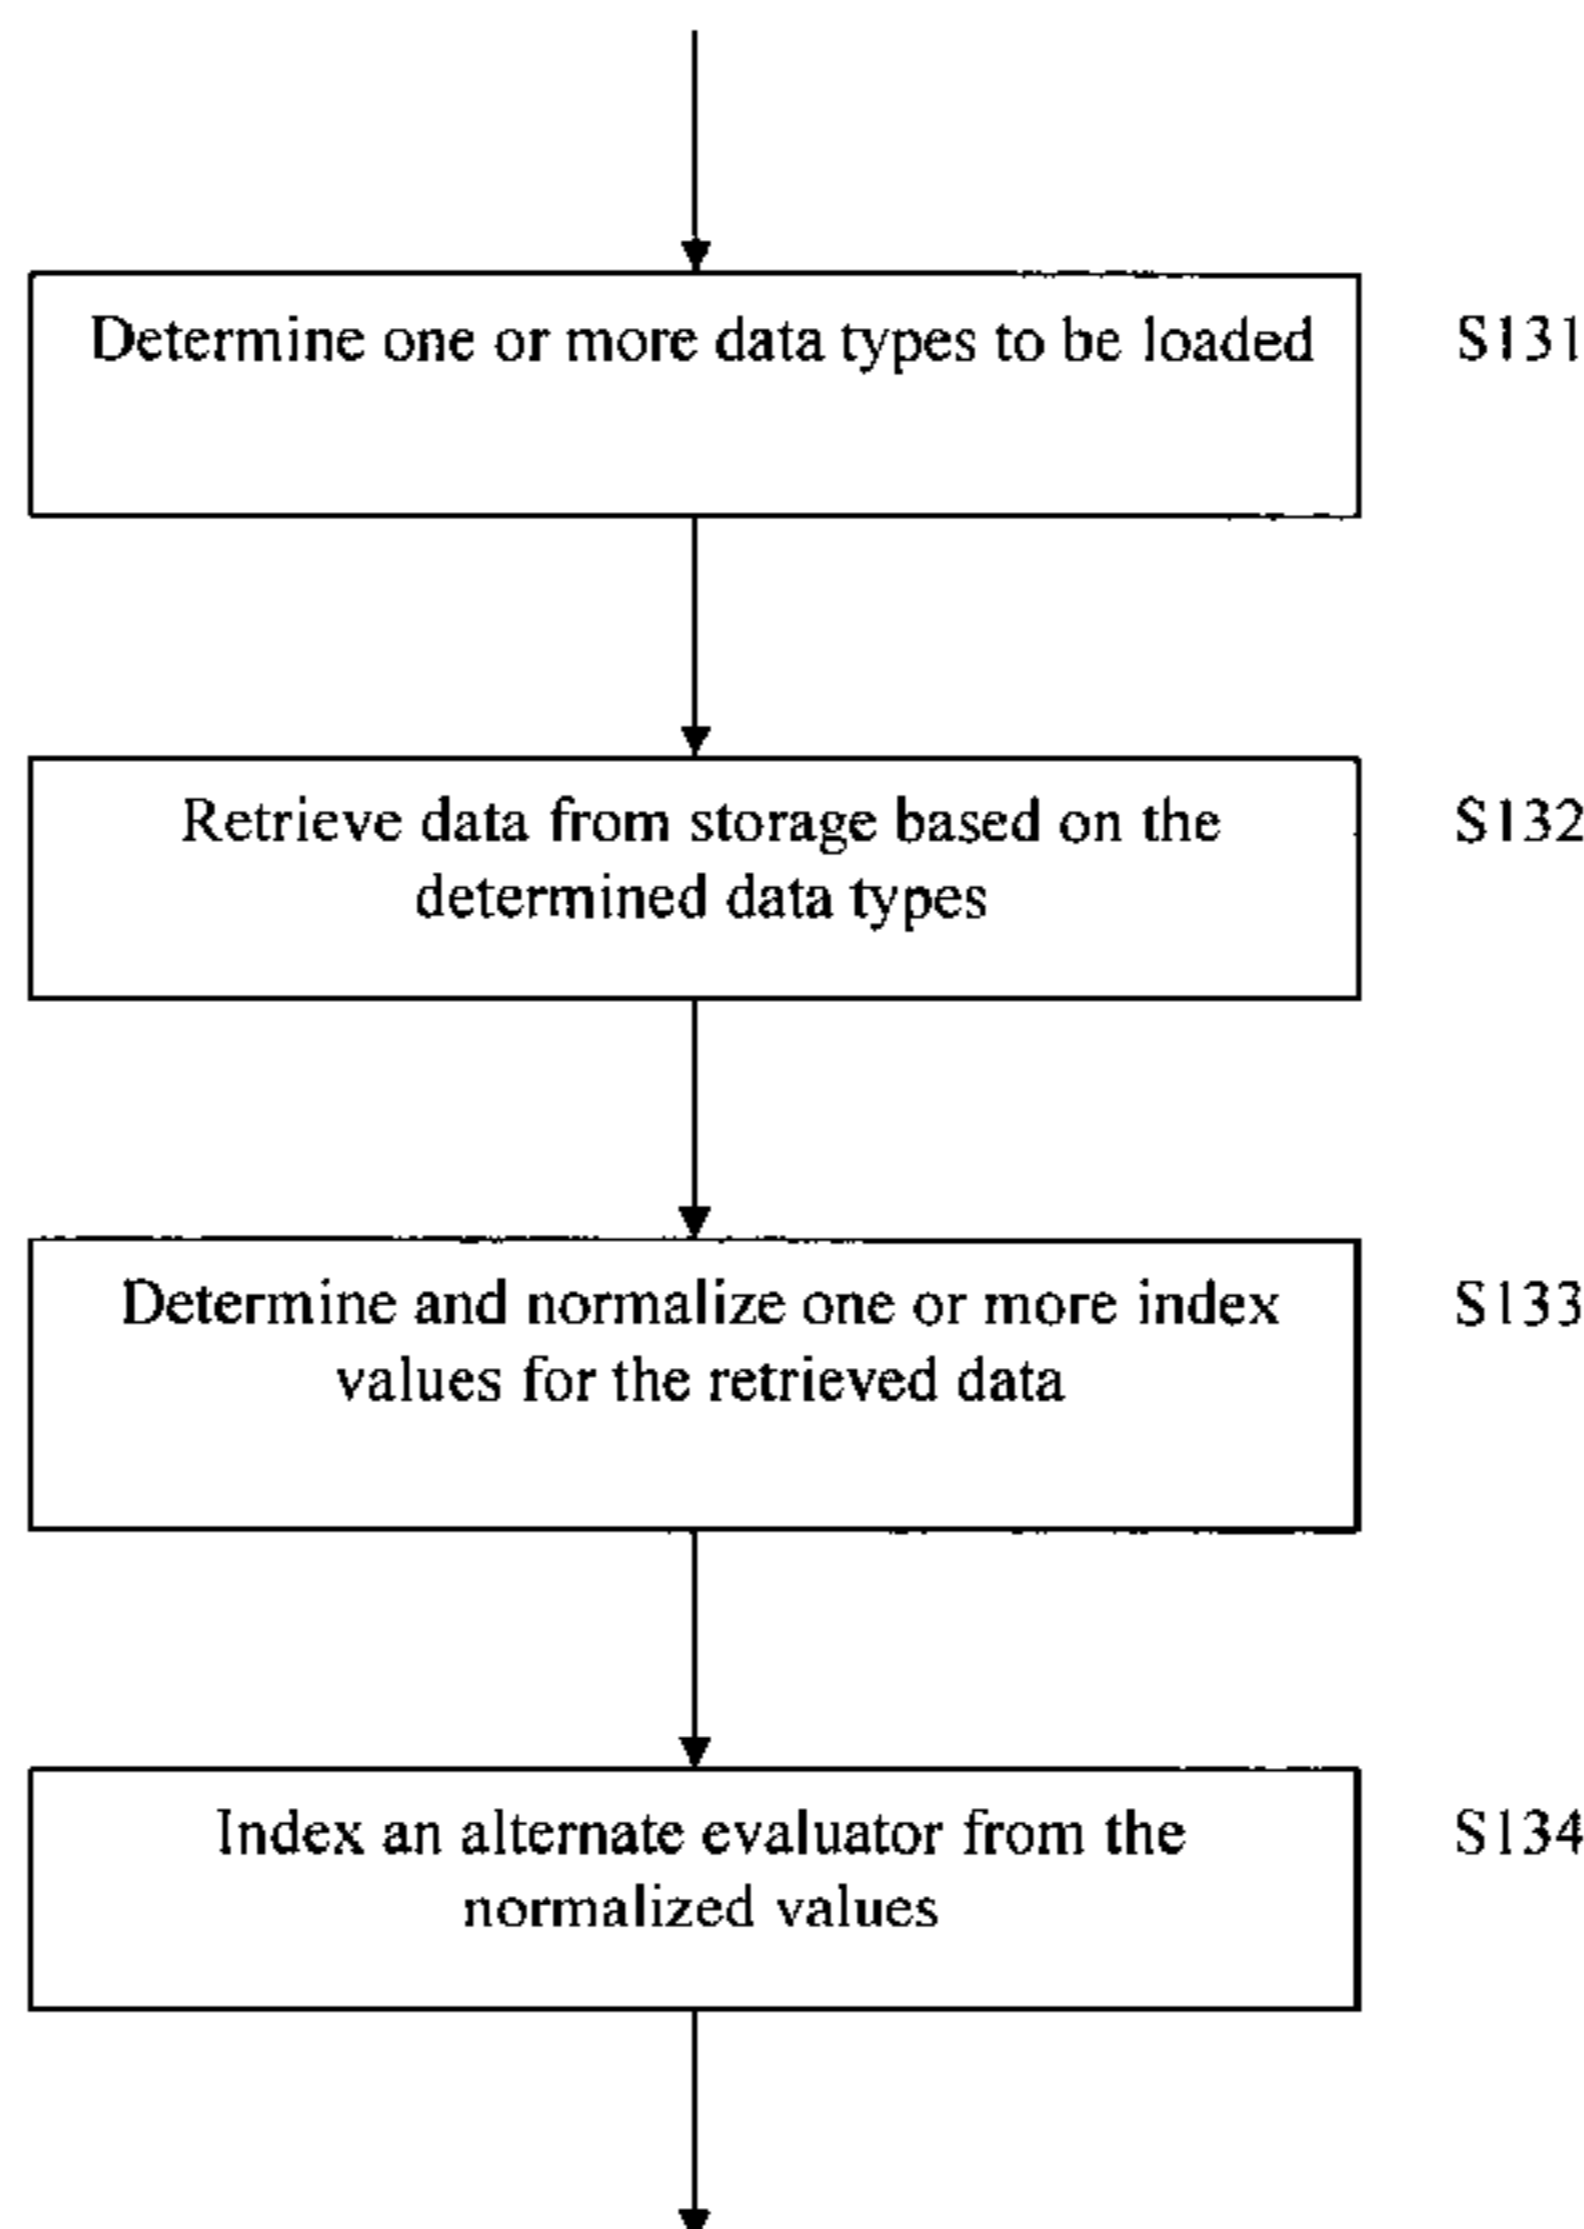 Determine one or more data types to be loaded
S131
Retrieve data from storage based on the
S132
determined data types
Determine and normalize one or more index
S133
values for the retrieved data
Index an alternate evaluator from the
S134
normalized values